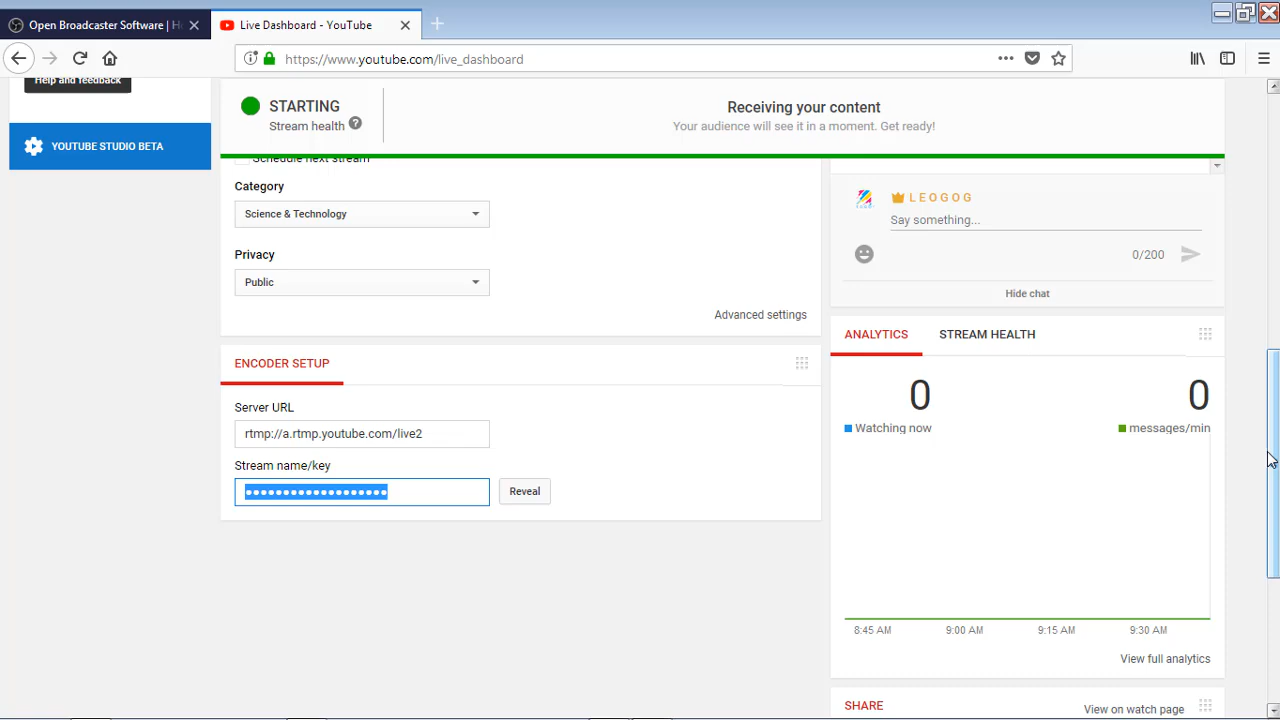 Open Broadcaster Software | H
Live Dashboard - YouTube
https://www.youtube.com/live_dashboard
Help and feedback
YOUTUBE STUDIO BETA
STARTING
Stream health ?
Receiving your content
Your audience will see it in a moment. Get ready!
Schedule next stream
Category
Science & Technology
Privacy
Public
Advanced settings
ENCODER SETUP
Server URL
rtmp://a.rtmp.youtube.com/live2
Stream name/key
•••••••••••••••••••
Reveal
LEOGOG
Say something...
0/200
Hide chat
ANALYTICS
STREAM HEALTH
0
0
Watching now
messages/min
8:45 AM
9:00 AM
9:15 AM
9:30 AM
View full analytics
SHARE
View on watch page